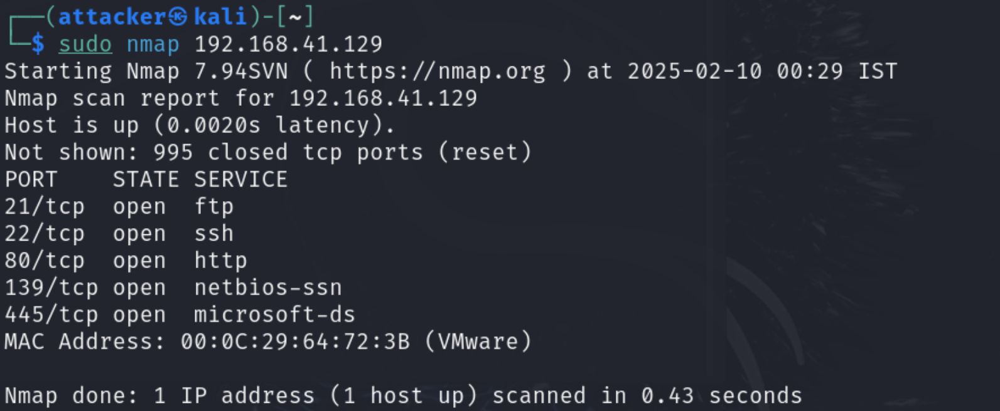 ┌──(attacker㉿kali)-[~]
└─$ sudo nmap 192.168.41.129
Starting Nmap 7.94SVN ( https://nmap.org ) at 2025-02-10 00:29 IST
Nmap scan report for 192.168.41.129
Host is up (0.0020s latency).
Not shown: 995 closed tcp ports (reset)
PORT    STATE SERVICE
21/tcp  open  ftp
22/tcp  open  ssh
80/tcp  open  http
139/tcp open  netbios-ssn
445/tcp open  microsoft-ds
MAC Address: 00:0C:29:64:72:3B (VMware)

Nmap done: 1 IP address (1 host up) scanned in 0.43 seconds